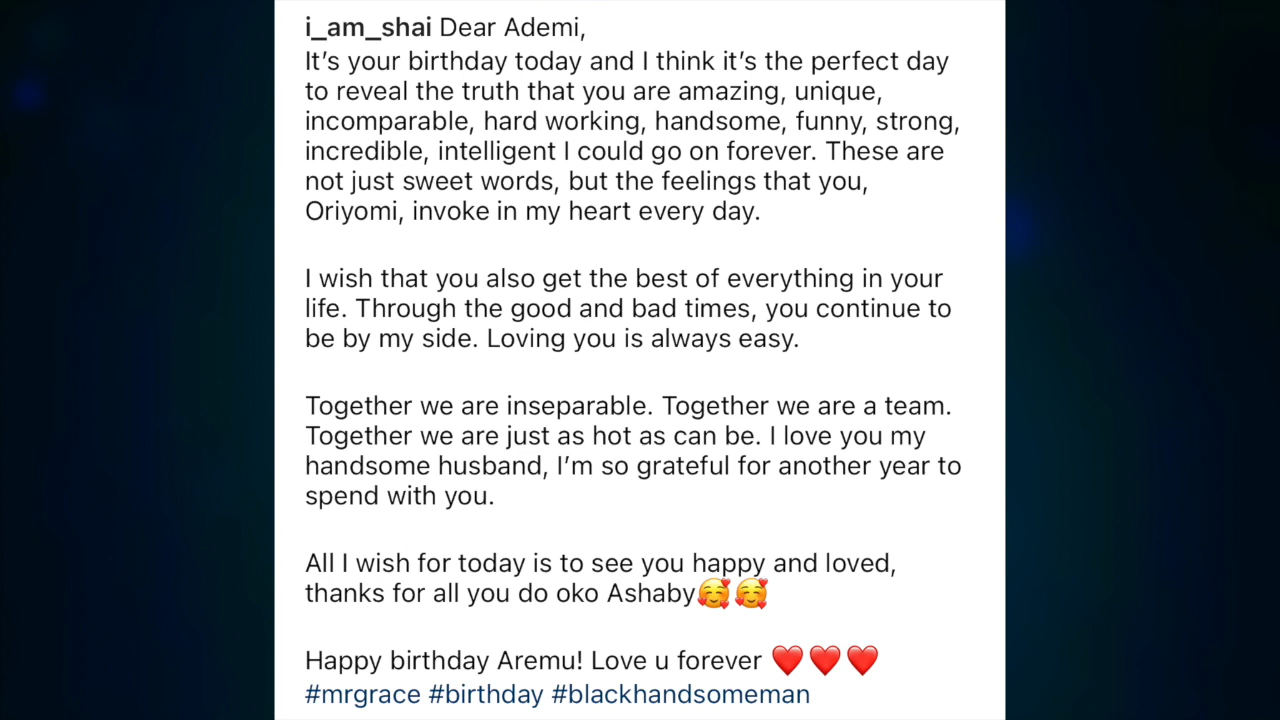 i_am_shai Dear Ademi,
It’s your birthday today and I think it’s the perfect day
to reveal the truth that you are amazing, unique,
incomparable, hard working, handsome, funny, strong,
incredible, intelligent I could go on forever. These are
not just sweet words, but the feelings that you,
Oriyomi, invoke in my heart every day.
I wish that you also get the best of everything in your
life. Through the good and bad times, you continue to
be by my side. Loving you is always easy.
Together we are inseparable. Together we are a team.
Together we are just as hot as can be. I love you my
handsome husband, I’m so grateful for another year to
spend with you.
All I wish for today is to see you happy and loved,
thanks for all you do oko Ashaby🥰🥰
Happy birthday Aremu! Love u forever ❤️❤️❤️
#mrgrace #birthday #blackhandsomeman